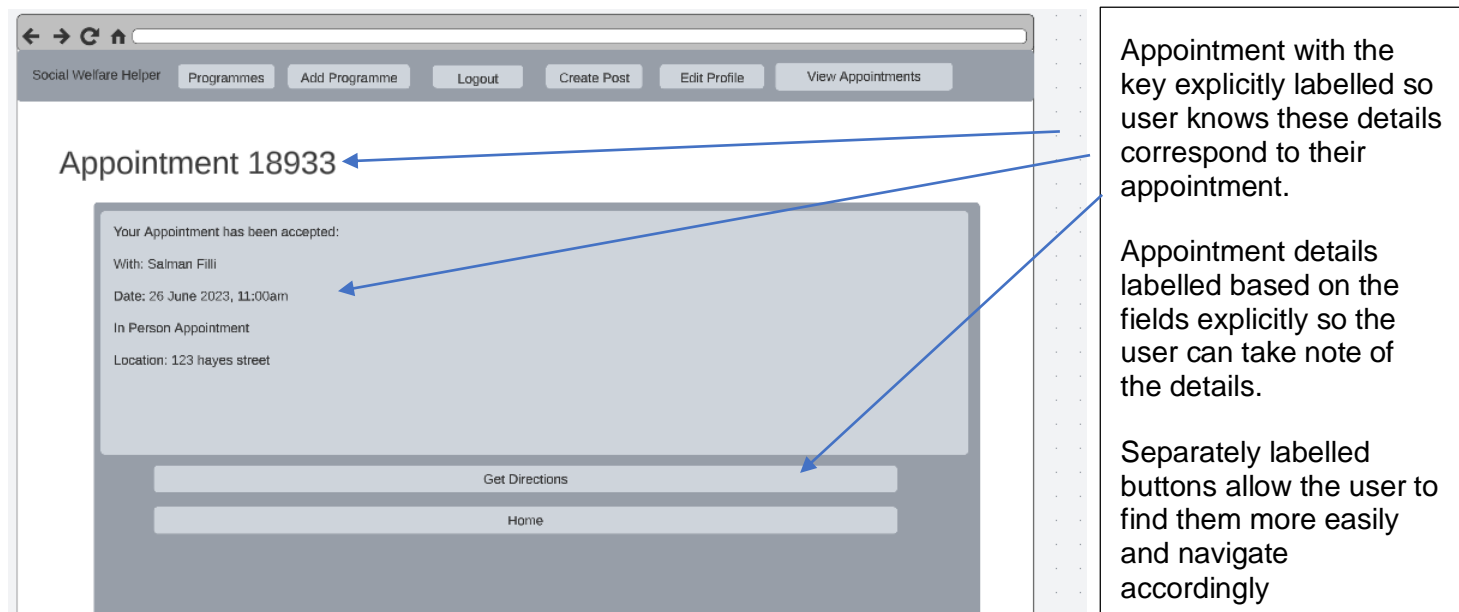 Social Welfare Helper Programmes Add Programme Logout Create Post Edit Profile View Appointments
Appointment 18933
Your Appointment has been accepted:
With: Salman Filli
Date: 26 June 2023, 11:00am
In Person Appointment
Location: 123 hayes street
Get Directions
Home
Appointment with the
key explicitly labelled so
user knows these details
correspond to their
appointment.
Appointment details
labelled based on the
fields explicitly so the
user can take note of
the details.
Separately labelled
buttons allow the user to
find them more easily
and navigate
accordingly